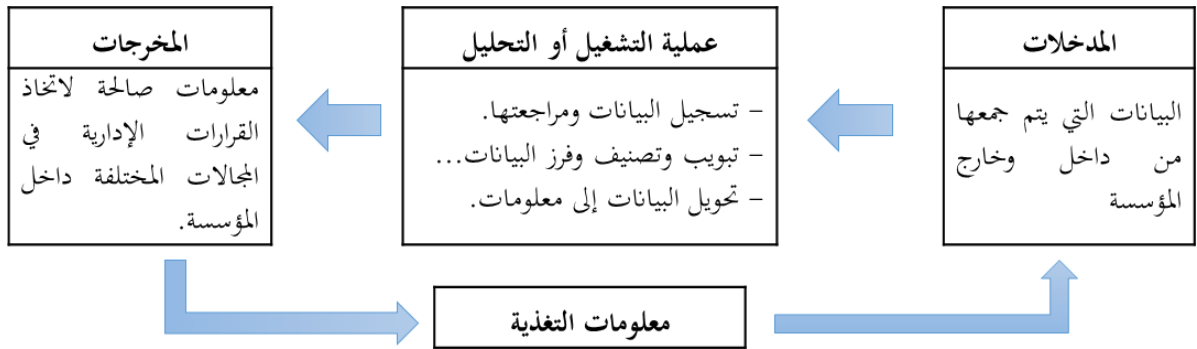 المدخلات
البيانات التي يتم جمعها
من داخل وخارج
المؤسسة
عملية التشغيل أو التحليل
– تسجيل البيانات ومراجعتها.
– تبويب وتصنيف وفرز البيانات...
– تحويل البيانات إلى معلومات.
المخرجات
معلومات صالحة لاتخاذ
القرارات الإدارية في
المجالات المختلفة داخل
المؤسسة.
معلومات التغذية